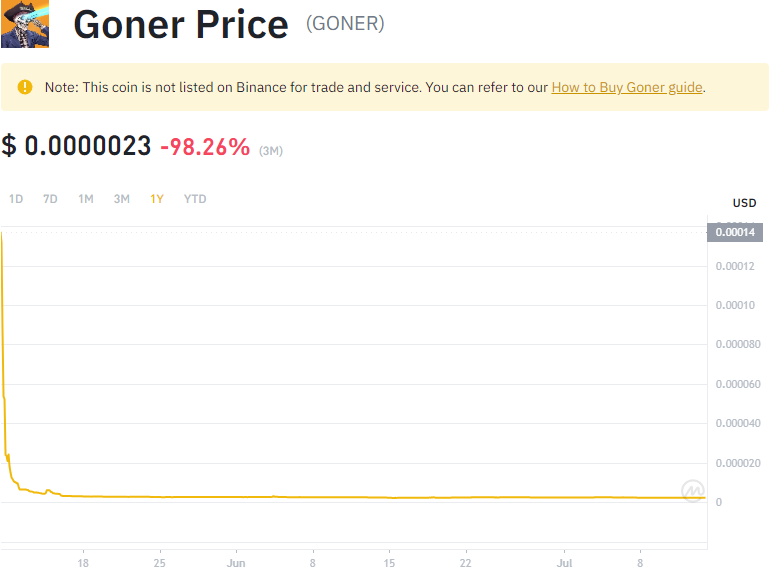 Goner Price (GONER)
Note: This coin is not listed on Binance for trade and service. You can refer to our How to Buy Goner guide.
$ 0.0000023 -98.26% (3M)
1D 7D 1M 3M 1Y YTD
USD
0.00014
0.00012
0.00010
0.000080
0.000060
0.000040
0.000020
0
18 25 Jun 8 15 22 Jul 8